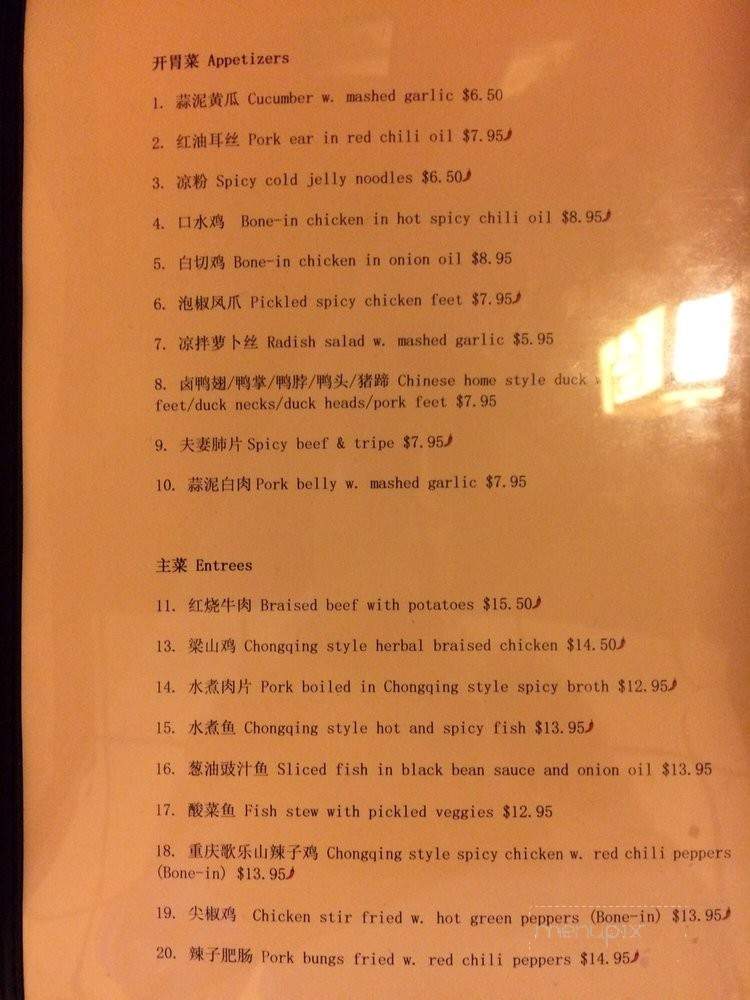 开胃菜 Appetizers
1. 蒜泥黄瓜 Cucumber w. mashed garlic $6.50
2. 红油耳丝 Pork ear in red chili oil $7.95
3. 凉粉 Spicy cold jelly noodles $6.50
4. 口水鸡 Bone-in chicken in hot spicy chili oil $8.95
5. 白切鸡 Bone-in chicken in onion oil $8.95
6. 泡椒凤爪 Pickled spicy chicken feet $7.95
7. 凉拌萝卜丝 Radish salad w. mashed garlic $5.95
8. 卤鸭翅/鸭掌/鸭脖/鸭头/猪蹄 Chinese home style duck
feet/duck necks/duck heads/pork feet $7.95
9. 夫妻肺片 Spicy beef & tripe $7.95
10. 蒜泥白肉 Pork belly w. mashed garlic $7.95
主菜 Entrees
11. 红烧牛肉 Braised beef with potatoes $15.50
13. 梁山鸡 Chongqing style herbal braised chicken $14.50
14. 水煮肉片 Pork boiled in Chongqing style spicy broth $12.95
15. 水煮鱼 Chongqing style hot and spicy fish $13.95
16. 葱油豉汁鱼 Sliced fish in black bean sauce and onion oil $13.95
17. 酸菜鱼 Fish stew with pickled veggies $12.95
18. 重庆歌乐山辣子鸡 Chongqing style spicy chicken w. red chili peppers
(Bone-in) $13.95
19. 尖椒鸡 Chicken stir fried w. hot green peppers (Bone-in) $13.95
menupix
20. 辣子肥肠 Pork bungs fried w. red chili peppers $14.95